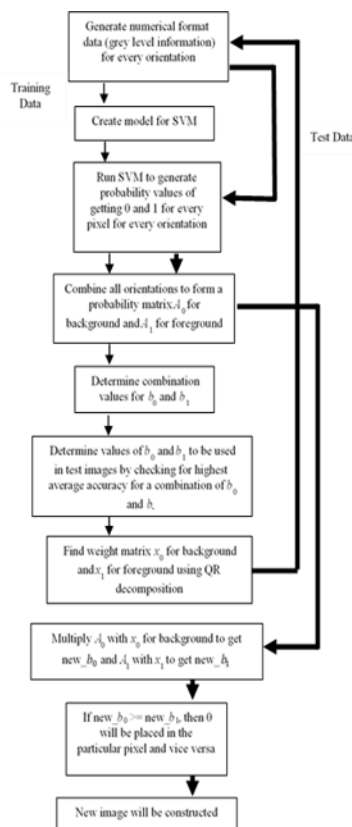 Generate numerical format
data (grey level information)
for every orientation
Training
Data
Test Data
Create model for SVM
Run SVM to generate
probability values of
getting 0 and 1 for every
pixel for every orientation
Combine all orientations to form a
probability matrix A₀ for
background and A₁ for foreground
Determine combination
values for b₀ and b₁
Determine values of b₀ and b₁ to be used
in test images by checking for highest
average accuracy for a combination of b₀
and b.
Find weight matrix x₀ for background
and x₁ for foreground using QR
decomposition
Multiply A₀ with x₀ for background to get
new_b₀ and A₁ with x₁ to get new_b₁
If new_b₀ >= new_b₁, then 0
will be placed in the
particular pixel and vice versa
New image will be constructed